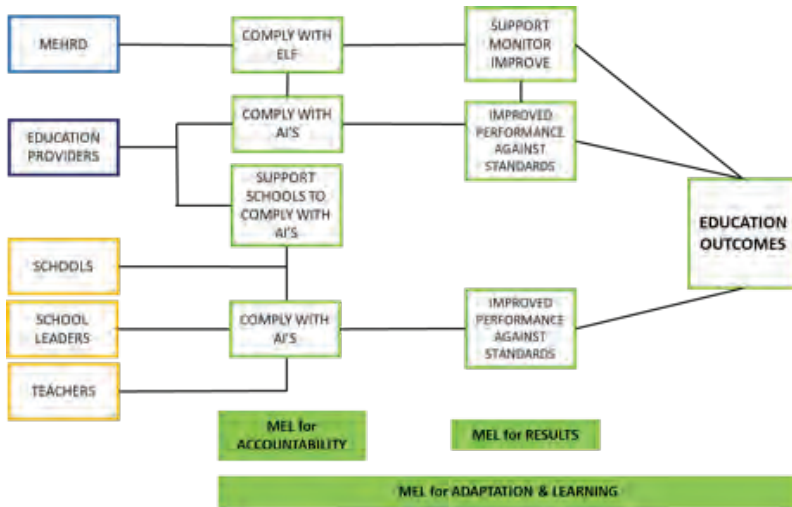 MEHRD
COMPLY WITH
ELF
SUPPORT
MONITOR
IMPROVE
EDUCATION
PROVIDERS
COMPLY WITH
AI'S
IMPROVED
PERFORMANCE
AGAINST
STANDARDS
SUPPORT
SCHOOLS TO
COMPLY WITH
AI'S
EDUCATION
OUTCOMES
SCHOOLS
SCHOOL
LEADERS
COMPLY WITH
AI'S
IMPROVED
PERFORMANCE
AGAINST
STANDARDS
TEACHERS
MEL for
ACCOUNTABILITY
MEL for RESULTS
MEL for ADAPTATION & LEARNING